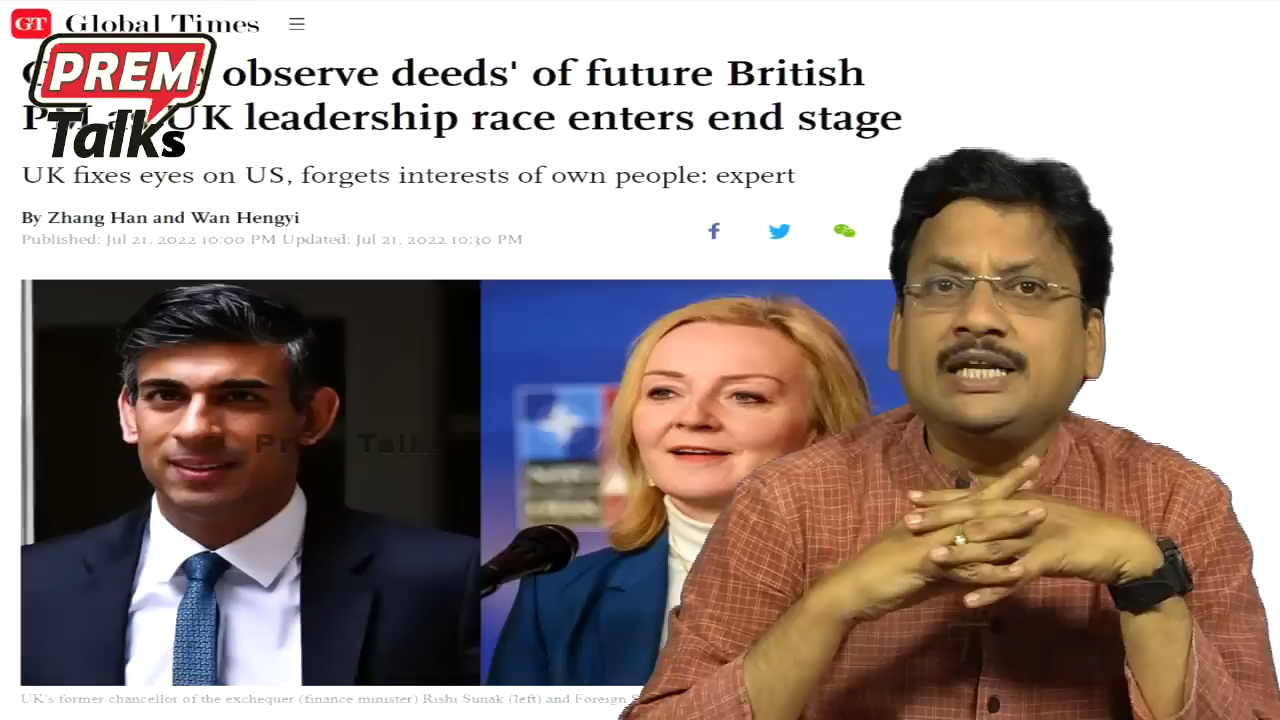 GT Global Times
PREM
Talks
observe deeds' of future British
UK leadership race enters end stage
UK fixes eyes on US, forgets interests of own people: expert
By Zhang Han and Wan Hengyi
Published: Jul 21, 2022 10:00 PM Updated: Jul 21, 2022 10:30 PM
Prem Talks
UK's former chancellor of the exchequer (finance minister) Rishi Sunak (left) and Foreign